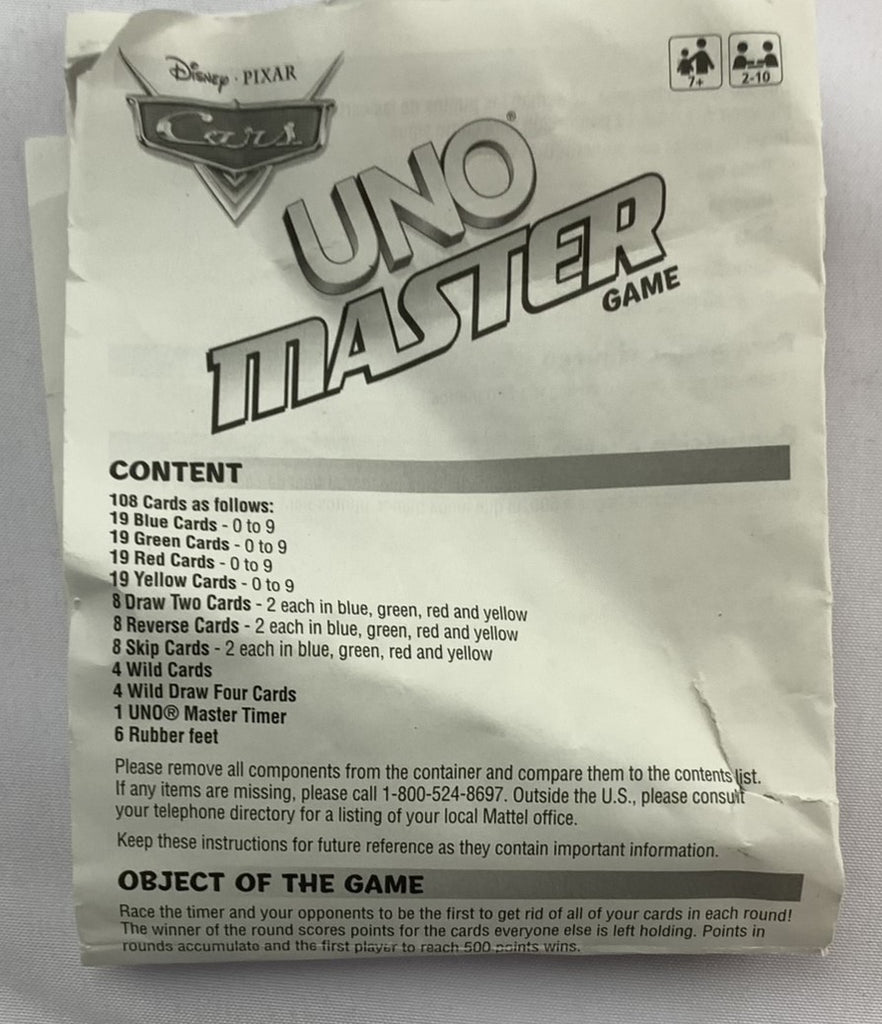 DISNEY · PIXAR
Cars
7+
2-10
UNO®
MASTER
GAME
CONTENT
108 Cards as follows:
19 Blue Cards - 0 to 9
19 Green Cards - 0 to 9
19 Red Cards - 0 to 9
19 Yellow Cards - 0 to 9
8 Draw Two Cards - 2 each in blue, green, red and yellow
8 Reverse Cards - 2 each in blue, green, red and yellow
8 Skip Cards - 2 each in blue, green, red and yellow
4 Wild Cards
4 Wild Draw Four Cards
1 UNO® Master Timer
6 Rubber feet
Please remove all components from the container and compare them to the contents list.
If any items are missing, please call 1-800-524-8697. Outside the U.S., please consult
your telephone directory for a listing of your local Mattel office.
Keep these instructions for future reference as they contain important information.
OBJECT OF THE GAME
Race the timer and your opponents to be the first to get rid of all of your cards in each round!
The winner of the round scores points for the cards everyone else is left holding. Points in
rounds accumulate and the first player to reach 500 points wins.